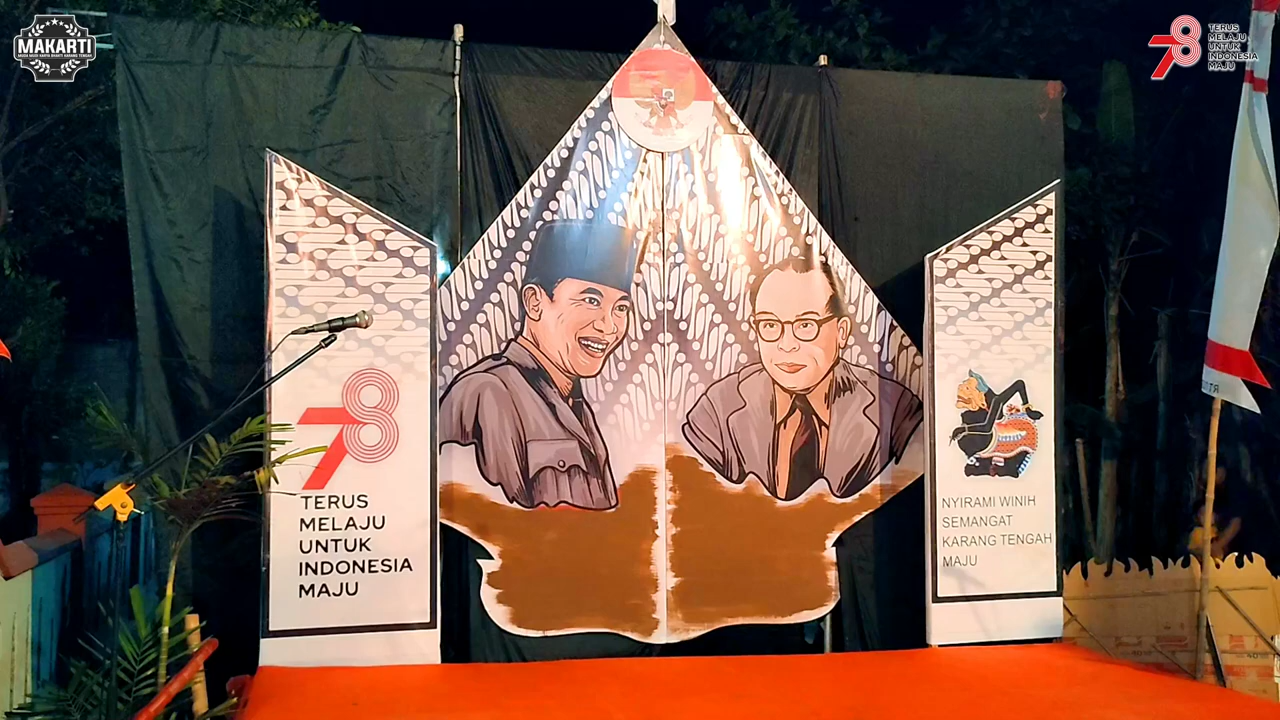 MAKARTI
78
TERUS
MELAJU
UNTUK
INDONESIA
MAJU
78
TERUS
MELAJU
UNTUK
INDONESIA
MAJU
NYIRAMI WINIH
SEMANGAT
KARANG TENGAH
MAJU